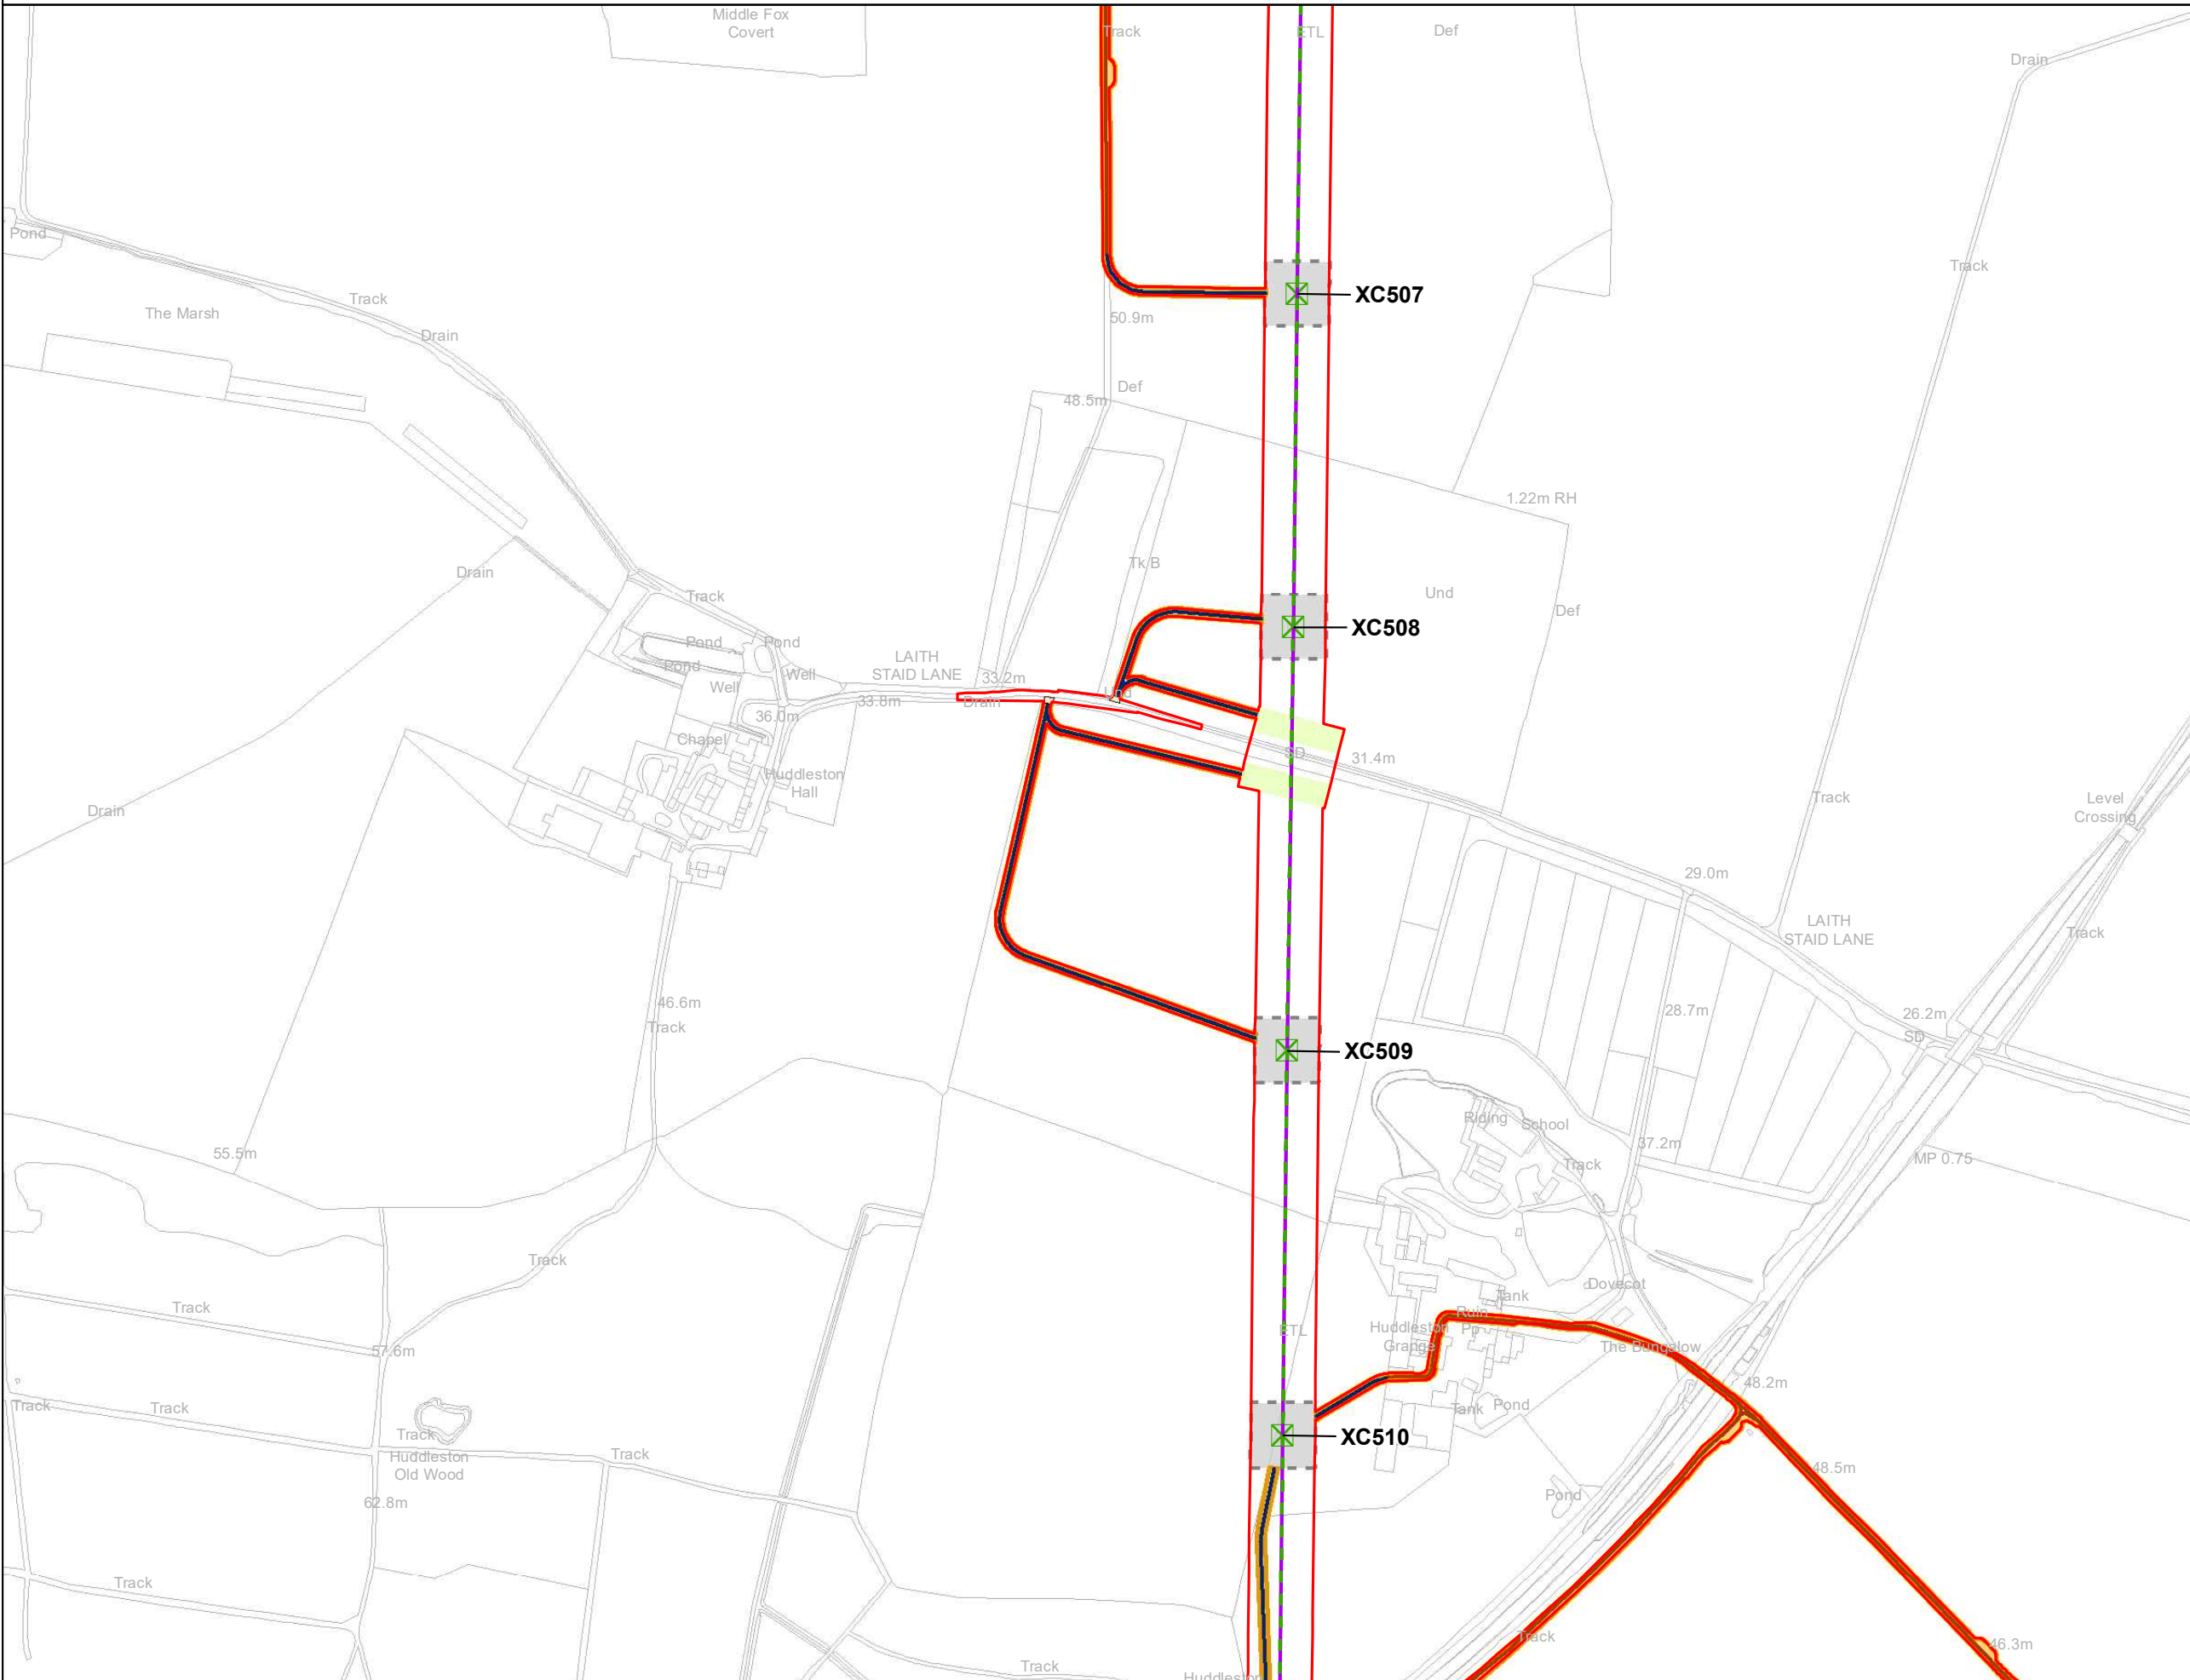 Middle Fox
Covert
Track
ETL
Def
Drain
Pond
Track
Track
The Marsh
Drain
XC507
50.9m
Def
48.5m
1.22m RH
Tk B
Drain
Track
Und
Def
XC508
Pond
Pond
Pond
Well
Well
LAITH
STAID LANE
33.2m
33.8m
Drain
Und
36.0m
Chapel
SD
31.4m
Huddleston
Hall
Drain
Track
Level
Crossing
29.0m
LAITH
STAID LANE
Track
46.6m
Track
28.7m
26.2m
SD
XC509
Riding
School
Track
37.2m
MP 0.75
55.5m
Track
Dovecot
Tank
Track
Ruin
Pp
ETL
Huddleston
Grange
The Bungalow
57.6m
48.2m
Track
Track
Tank
Pond
Track
XC510
Track
Huddleston
Old Wood
48.5m
Pond
62.8m
Track
Track
46.3m
Track
Huddleston